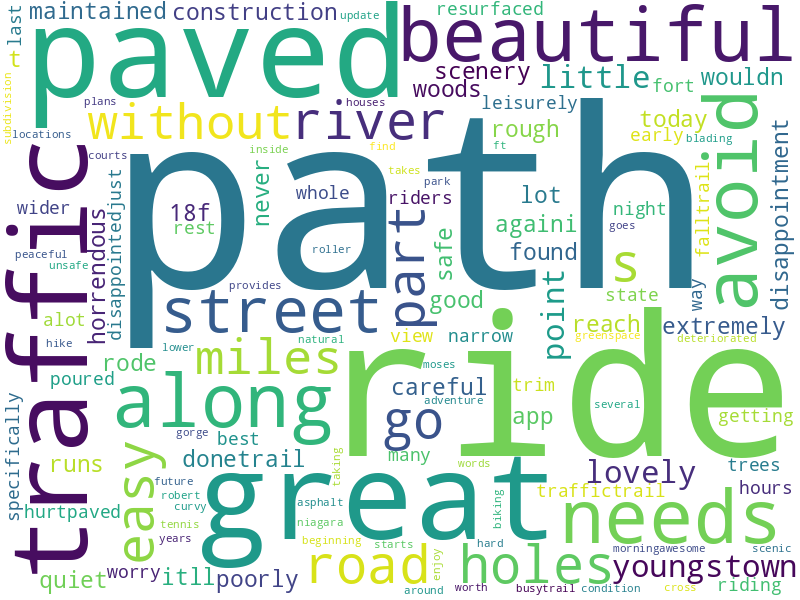 last maintained construction update resurfaced
paved beautiful
t scenery little fort wouldn
subdivision woods
plans houses leisurely
without river rough today
locations early blading
courts inside ft find
path
traffic avoid
takes falltrail disappointment
never whole park riders lot night
wider 18f rest againi
horrendous disappointedjust part safe found s goes
peaceful roller
unsafe provides good point state way
street reach extremely
alot natural view narrow greenspace deteriorated
hike lower
rode miles moses
ride
poured along careful trim several
adventure app getting
specifically easy go
gorge best many
runs donetrail words lovely trees
future taking traffictrail hours
robert great biking needs
hurtpaved curvy asphalt
tennis niagara
years beginning hard
starts enjoy morningawesome scenic
quiet worry itll poorly road holes youngstown
around worth busytrail condition cross riding